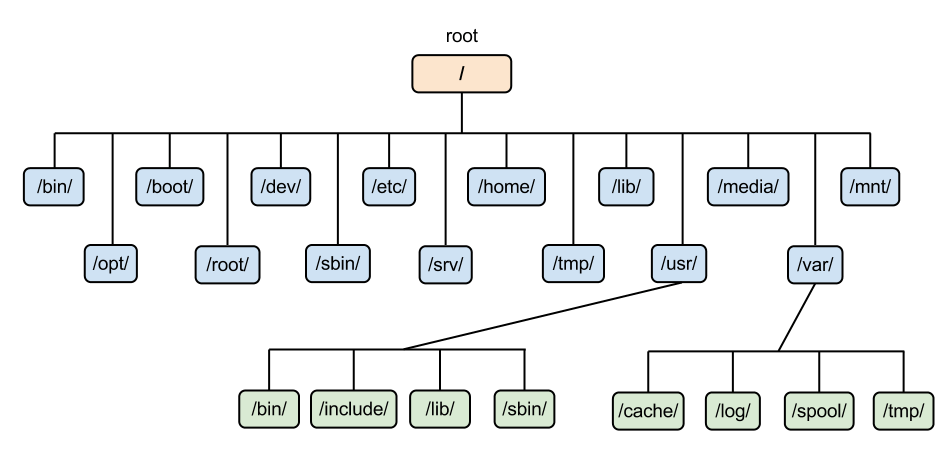 root
/
/bin/ /boot/ /dev/ /etc/ /home/ /lib/ /media/ /mnt/
/opt/ /root/ /sbin/ /srv/ /tmp/ /usr/ /var/
/bin/ /include/ /lib/ /sbin/ /cache/ /log/ /spool/ /tmp/